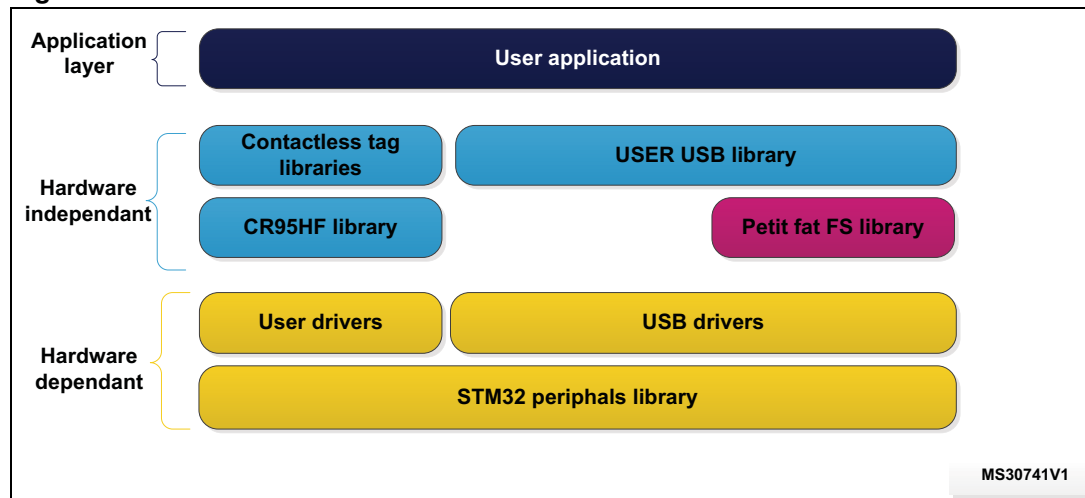 Application
layer
User application
Hardware
independant
Contactless tag
libraries
USER USB library
CR95HF library
Petit fat FS library
Hardware
dependant
User drivers
USB drivers
STM32 periphals library
MS30741V1